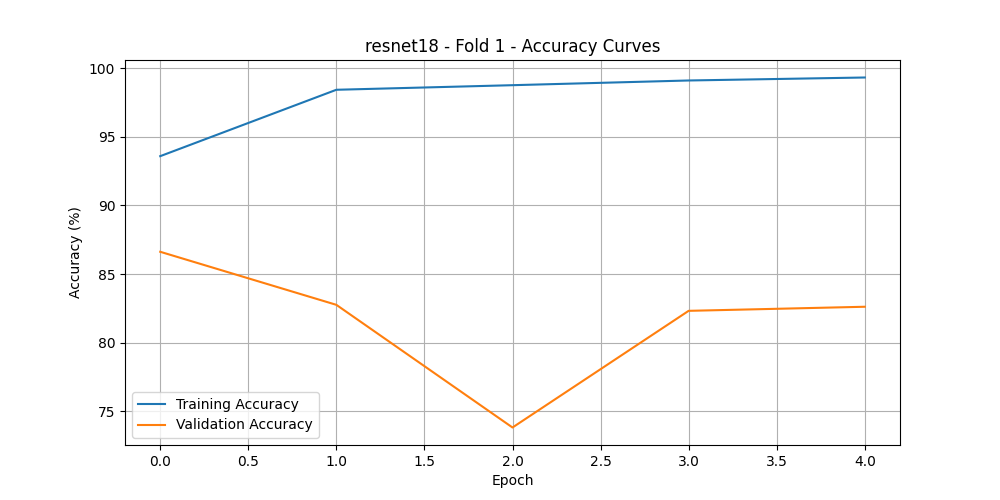 resnet18 - Fold 1 - Accuracy Curves
100
95
90
85
80
75
Accuracy (%)
Training Accuracy
Validation Accuracy
0.0 0.5 1.0 1.5 2.0 2.5 3.0 3.5 4.0
Epoch